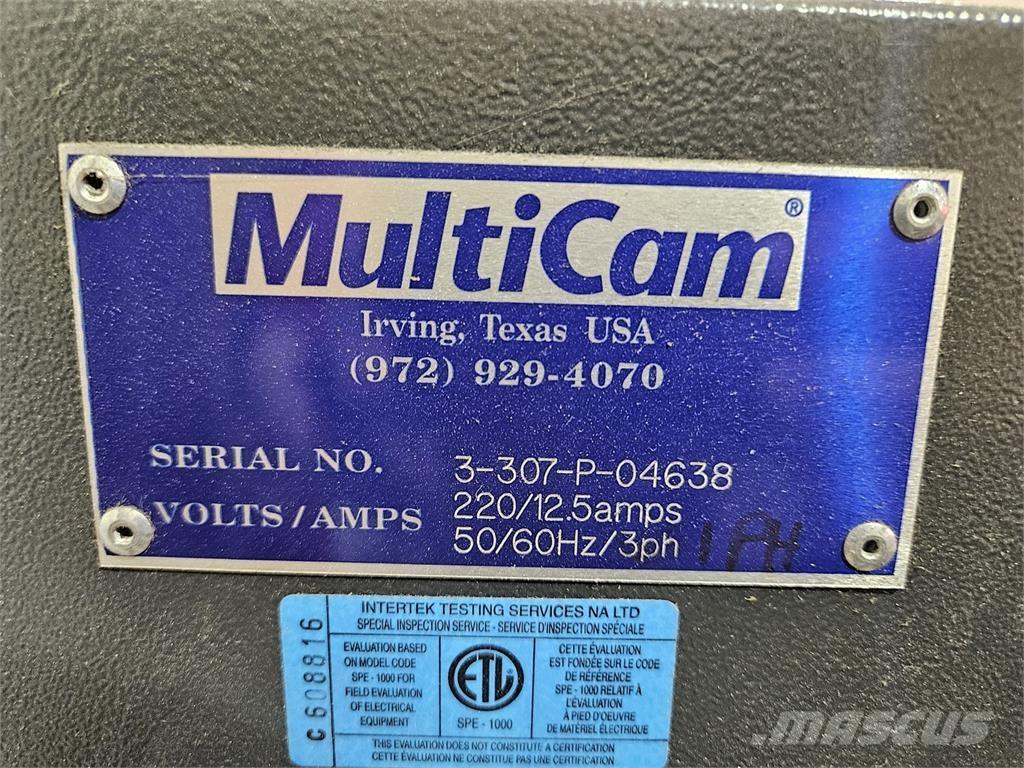 MultiCam®
Irving, Texas USA
(972) 929-4070
SERIAL NO. 3-307-P-04638
VOLTS/AMPS 220/12.5amps
50/60Hz/3ph 1PH
INTERTEK TESTING SERVICES NA LTD
SPECIAL INSPECTION SERVICE - SERVICE D'INSPECTION SPÉCIALE
C 608816
EVALUATION BASED
ON MODEL CODE
SPE - 1000 FOR
FIELD EVALUATION
OF ELECTRICAL
EQUIPMENT
ETL
SPE - 1000
CETTE ÉVALUATION
EST FONDÉE SUR LE CODE
DE RÉFÉRENCE
SPE - 1000 RELATIF À
L'ÉVALUATION
À PIED D'OEUVRE
DE MATÉRIEL ÉLECTRIQUE
THIS EVALUATION DOES NOT CONSTITUTE A CERTIFICATION
CETTE ÉVALUATION NE CONSTITUE PAS UNE CERTIFICATION
mascus